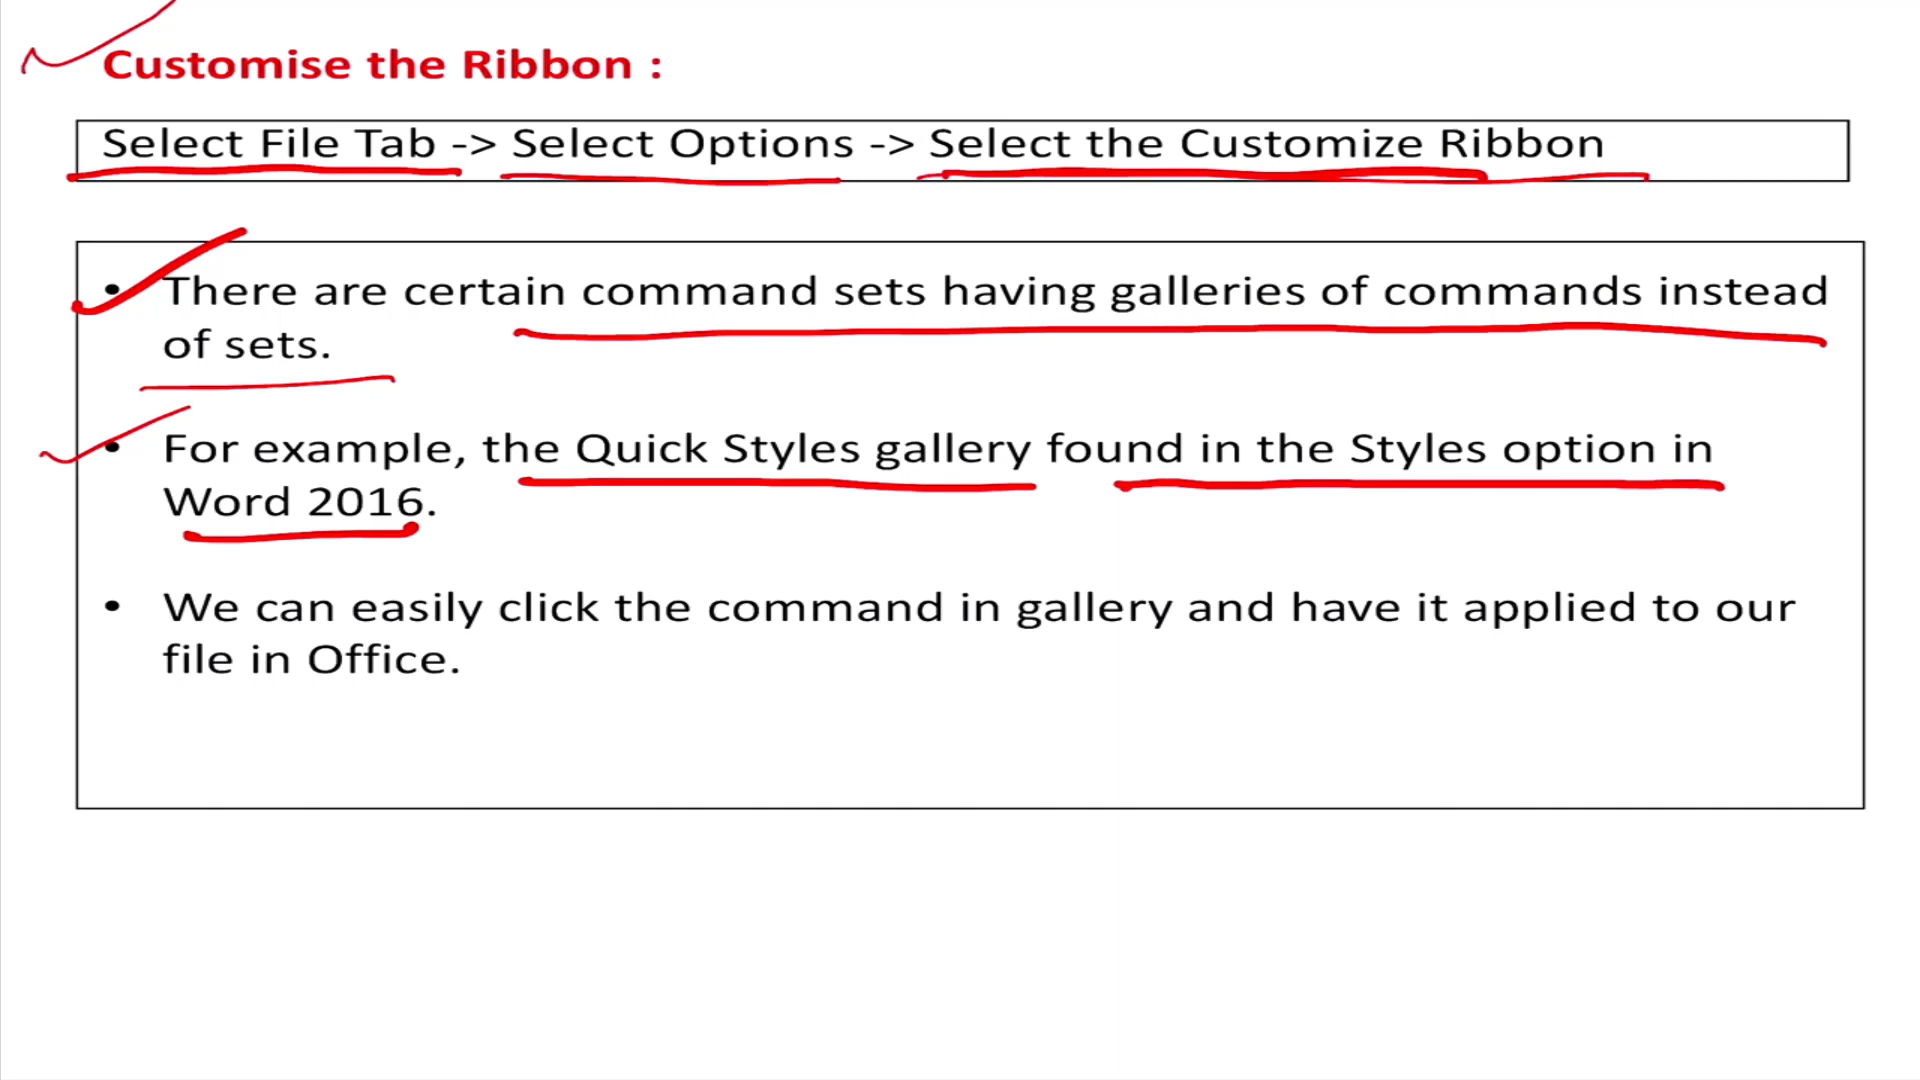 Customise the Ribbon :
Select File Tab -> Select Options -> Select the Customize Ribbon
• There are certain command sets having galleries of commands instead
of sets.
• For example, the Quick Styles gallery found in the Styles option in
Word 2016.
• We can easily click the command in gallery and have it applied to our
file in Office.